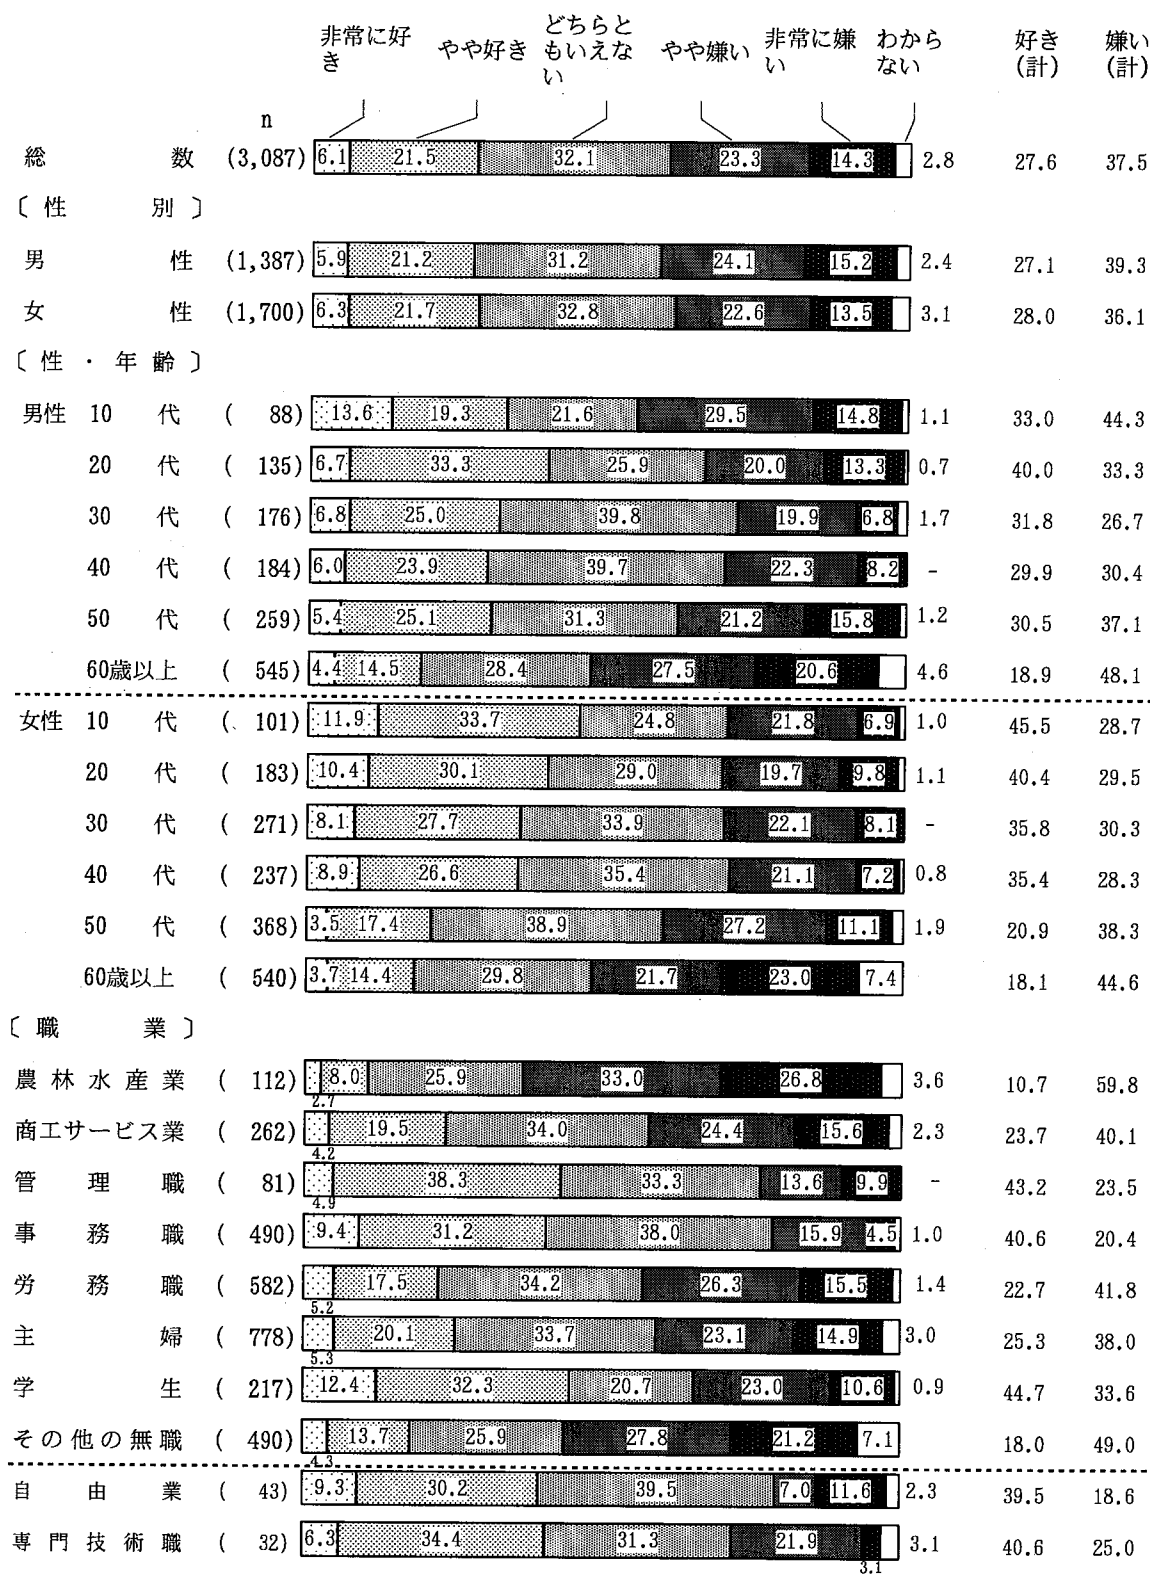 非常に好き やや好き どちらともいえない やや嫌い 非常に嫌い わからない 好き(計) 嫌い(計)
n
総数 (3,087) 6.1 21.5 32.1 23.3 14.3 2.8 27.6 37.5
〔性別〕
男性 (1,387) 5.9 21.2 31.2 24.1 15.2 2.4 27.1 39.3
女性 (1,700) 6.3 21.7 32.8 22.6 13.5 3.1 28.0 36.1
〔性・年齢〕
男性 10代 ( 88) 13.6 19.3 21.6 29.5 14.8 1.1 33.0 44.3
20代 ( 135) 6.7 33.3 25.9 20.0 13.3 0.7 40.0 33.3
30代 ( 176) 6.8 25.0 39.8 19.9 6.8 1.7 31.8 26.7
40代 ( 184) 6.0 23.9 39.7 22.3 8.2 - 29.9 30.4
50代 ( 259) 5.4 25.1 31.3 21.2 15.8 1.2 30.5 37.1
60歳以上 ( 545) 4.4 14.5 28.4 27.5 20.6 4.6 18.9 48.1
女性 10代 ( 101) 11.9 33.7 24.8 21.8 6.9 1.0 45.5 28.7
20代 ( 183) 10.4 30.1 29.0 19.7 9.8 1.1 40.4 29.5
30代 ( 271) 8.1 27.7 33.9 22.1 8.1 - 35.8 30.3
40代 ( 237) 8.9 26.6 35.4 21.1 7.2 0.8 35.4 28.3
50代 ( 368) 3.5 17.4 38.9 27.2 11.1 1.9 20.9 38.3
60歳以上 ( 540) 3.7 14.4 29.8 21.7 23.0 7.4 18.1 44.6
〔職業〕
農林水産業 ( 112) 2.7 8.0 25.9 33.0 26.8 3.6 10.7 59.8
商工サービス業 ( 262) 4.2 19.5 34.0 24.4 15.6 2.3 23.7 40.1
管理職 ( 81) 4.9 38.3 33.3 13.6 9.9 - 43.2 23.5
事務職 ( 490) 9.4 31.2 38.0 15.9 4.5 1.0 40.6 20.4
労務職 ( 582) 5.2 17.5 34.2 26.3 15.5 1.4 22.7 41.8
主婦 ( 778) 5.3 20.1 33.7 23.1 14.9 3.0 25.3 38.0
学生 ( 217) 12.4 32.3 20.7 23.0 10.6 0.9 44.7 33.6
その他の無職 ( 490) 4.3 13.7 25.9 27.8 21.2 7.1 18.0 49.0
自由業 ( 43) 9.3 30.2 39.5 7.0 11.6 2.3 39.5 18.6
専門技術職 ( 32) 6.3 34.4 31.3 21.9 3.1 3.1 40.6 25.0